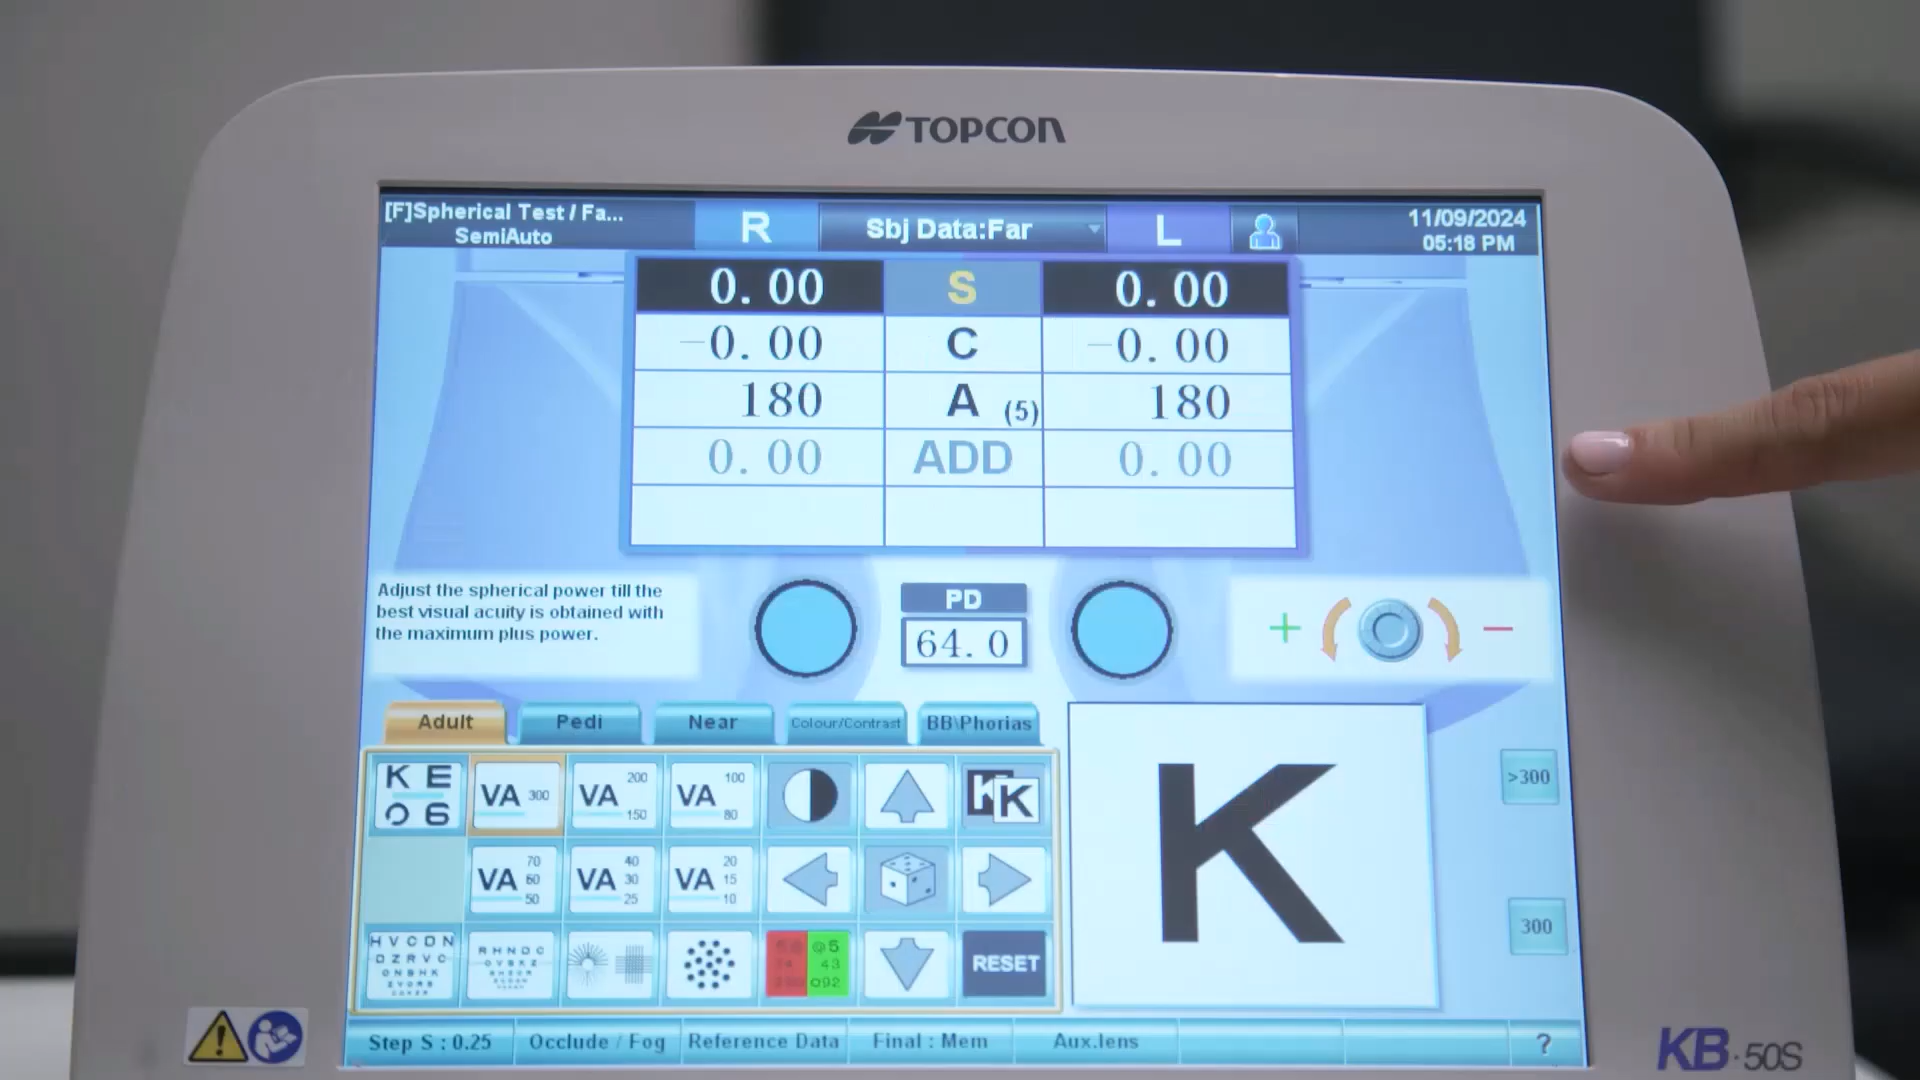 TOPCON
[F]Spherical Test / Fa...
SemiAuto
R
Sbj Data:Far
L
11/09/2024
05:18 PM
0.00 S 0.00
-0.00 C -0.00
180 A (5) 180
0.00 ADD 0.00
Adjust the spherical power till the
best visual acuity is obtained with
the maximum plus power.
PD
64.0
+ −
Adult
Pedi
Near
Colour/Contrast
BB\Phorias
K E
O 6
VA 300
VA 200
150
VA 100
80
K K
VA 70
60
50
VA 40
30
25
VA 20
15
10
H V C D N
D Z R V C
O N S H K
R H N D C
5
43
092
RESET
K
>300
300
Step S : 0.25
Occlude / Fog
Reference Data
Final : Mem
Aux.lens
?
KB-50S